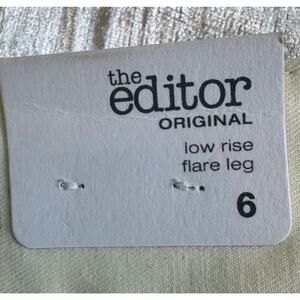 the
editor
ORIGINAL
low rise
flare leg
6